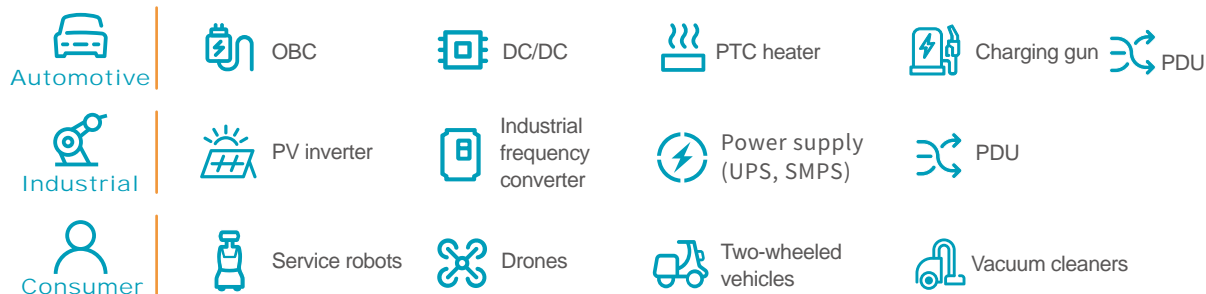 Automotive
OBC
DC/DC
PTC heater
Charging gun
PDU
Industrial
PV inverter
Industrial
frequency
converter
Power supply
(UPS, SMPS)
PDU
Consumer
Service robots
Drones
Two-wheeled
vehicles
Vacuum cleaners